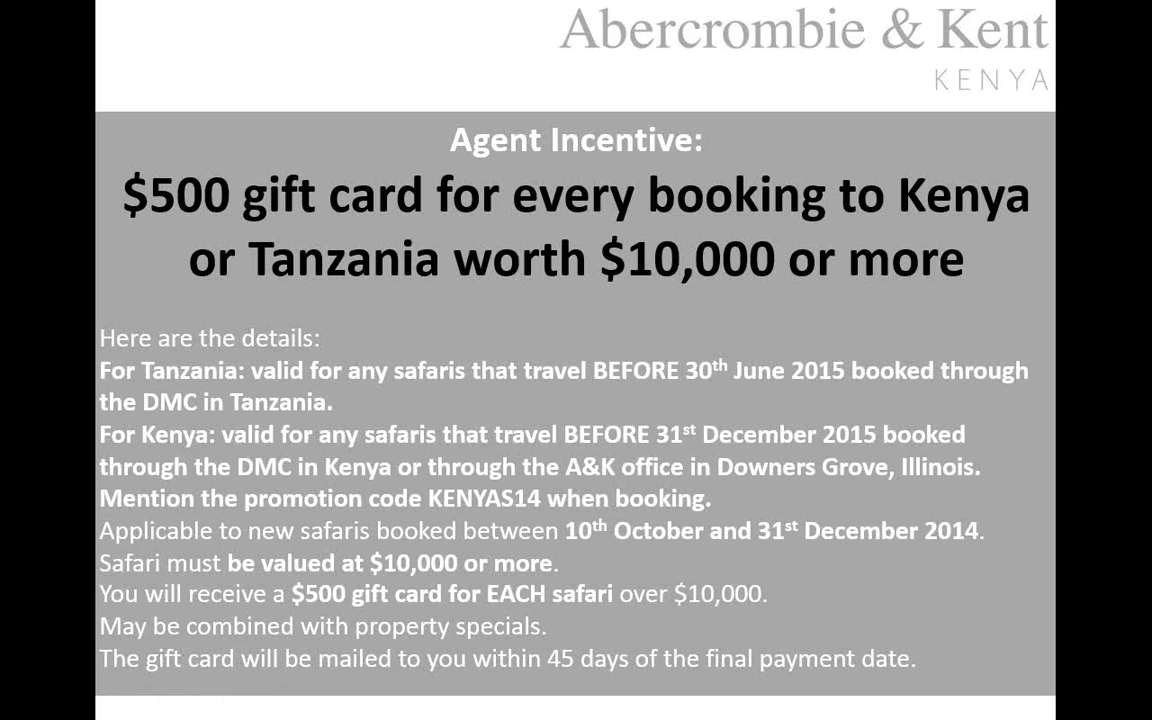 Abercrombie & Kent
KENYA
Agent Incentive:
$500 gift card for every booking to Kenya
or Tanzania worth $10,000 or more
Here are the details:
For Tanzania: valid for any safaris that travel BEFORE 30th June 2015 booked through
the DMC in Tanzania.
For Kenya: valid for any safaris that travel BEFORE 31st December 2015 booked
through the DMC in Kenya or through the A&K office in Downers Grove, Illinois.
Mention the promotion code KENYAS14 when booking.
Applicable to new safaris booked between 10th October and 31st December 2014.
Safari must be valued at $10,000 or more.
You will receive a $500 gift card for EACH safari over $10,000.
May be combined with property specials.
The gift card will be mailed to you within 45 days of the final payment date.